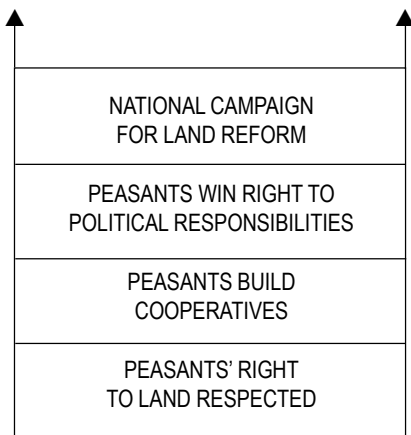 NATIONAL CAMPAIGN
FOR LAND REFORM
PEASANTS WIN RIGHT TO
POLITICAL RESPONSIBILITIES
PEASANTS BUILD
COOPERATIVES
PEASANTS’ RIGHT
TO LAND RESPECTED